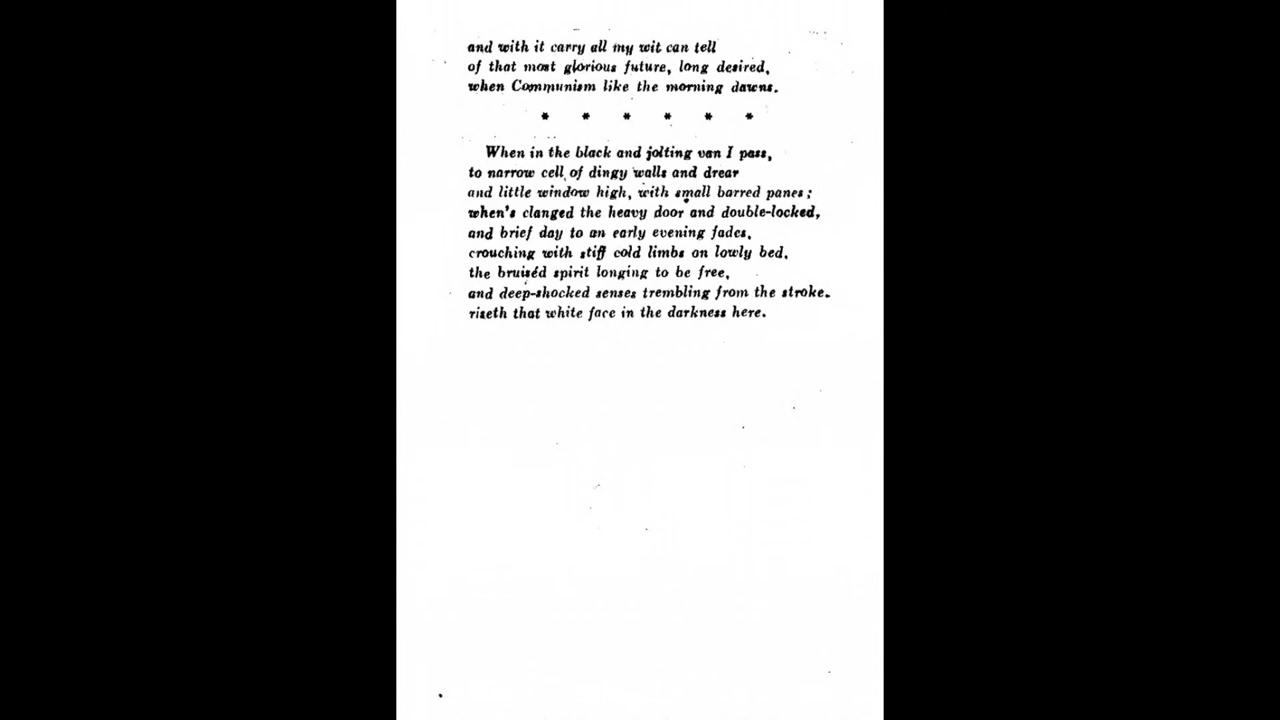 and with it carry all my wit can tell
of that most glorious future, long desired,
when Communism like the morning dawns.
* * * * * *
When in the black and jolting van I pass,
to narrow cell of dingy walls and drear
and little window high, with small barred panes;
when's clanged the heavy door and double-locked,
and brief day to an early evening fades,
crouching with stiff cold limbs on lowly bed,
the bruiséd spirit longing to be free,
and deep-shocked senses trembling from the stroke.
riseth that white face in the darkness here.